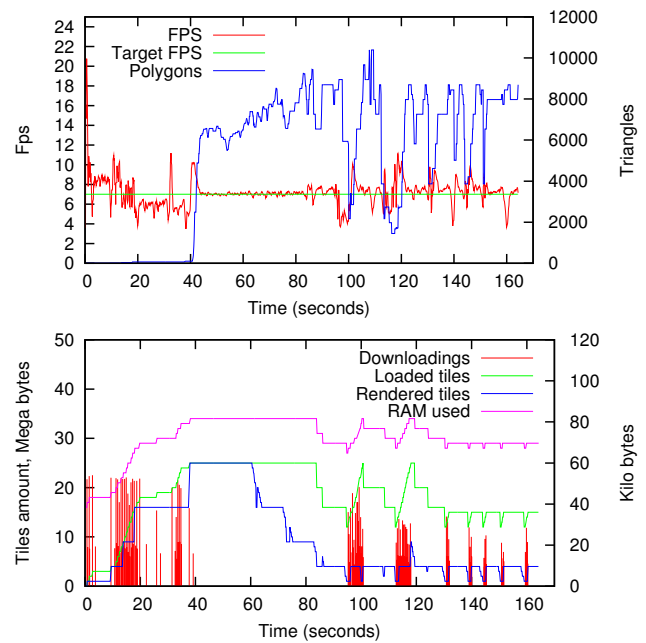 FPS
Target FPS
Polygons
24
22
20
18
16
14
12
10
8
6
4
2
0
Fps
12000
10000
8000
6000
4000
2000
0
Triangles
0 20 40 60 80 100 120 140 160
Time (seconds)
Downloadings
Loaded tiles
Rendered tiles
RAM used
50
40
30
20
10
0
Tiles amount, Mega bytes
120
100
80
60
40
20
0
Kilo bytes
0 20 40 60 80 100 120 140 160
Time (seconds)